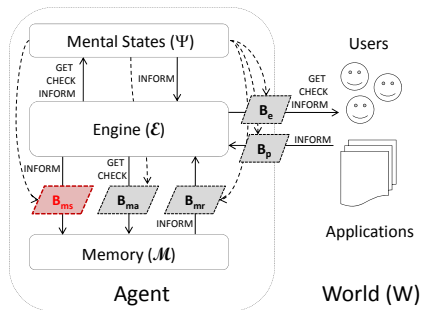 Mental States (Ψ)
GET
CHECK
INFORM
INFORM
Users
B_e
GET
CHECK
INFORM
Engine (ℰ)
B_p
INFORM
INFORM
GET
CHECK
B_ms
B_ma
B_mr
INFORM
Memory (ℳ)
Applications
Agent
World (W)